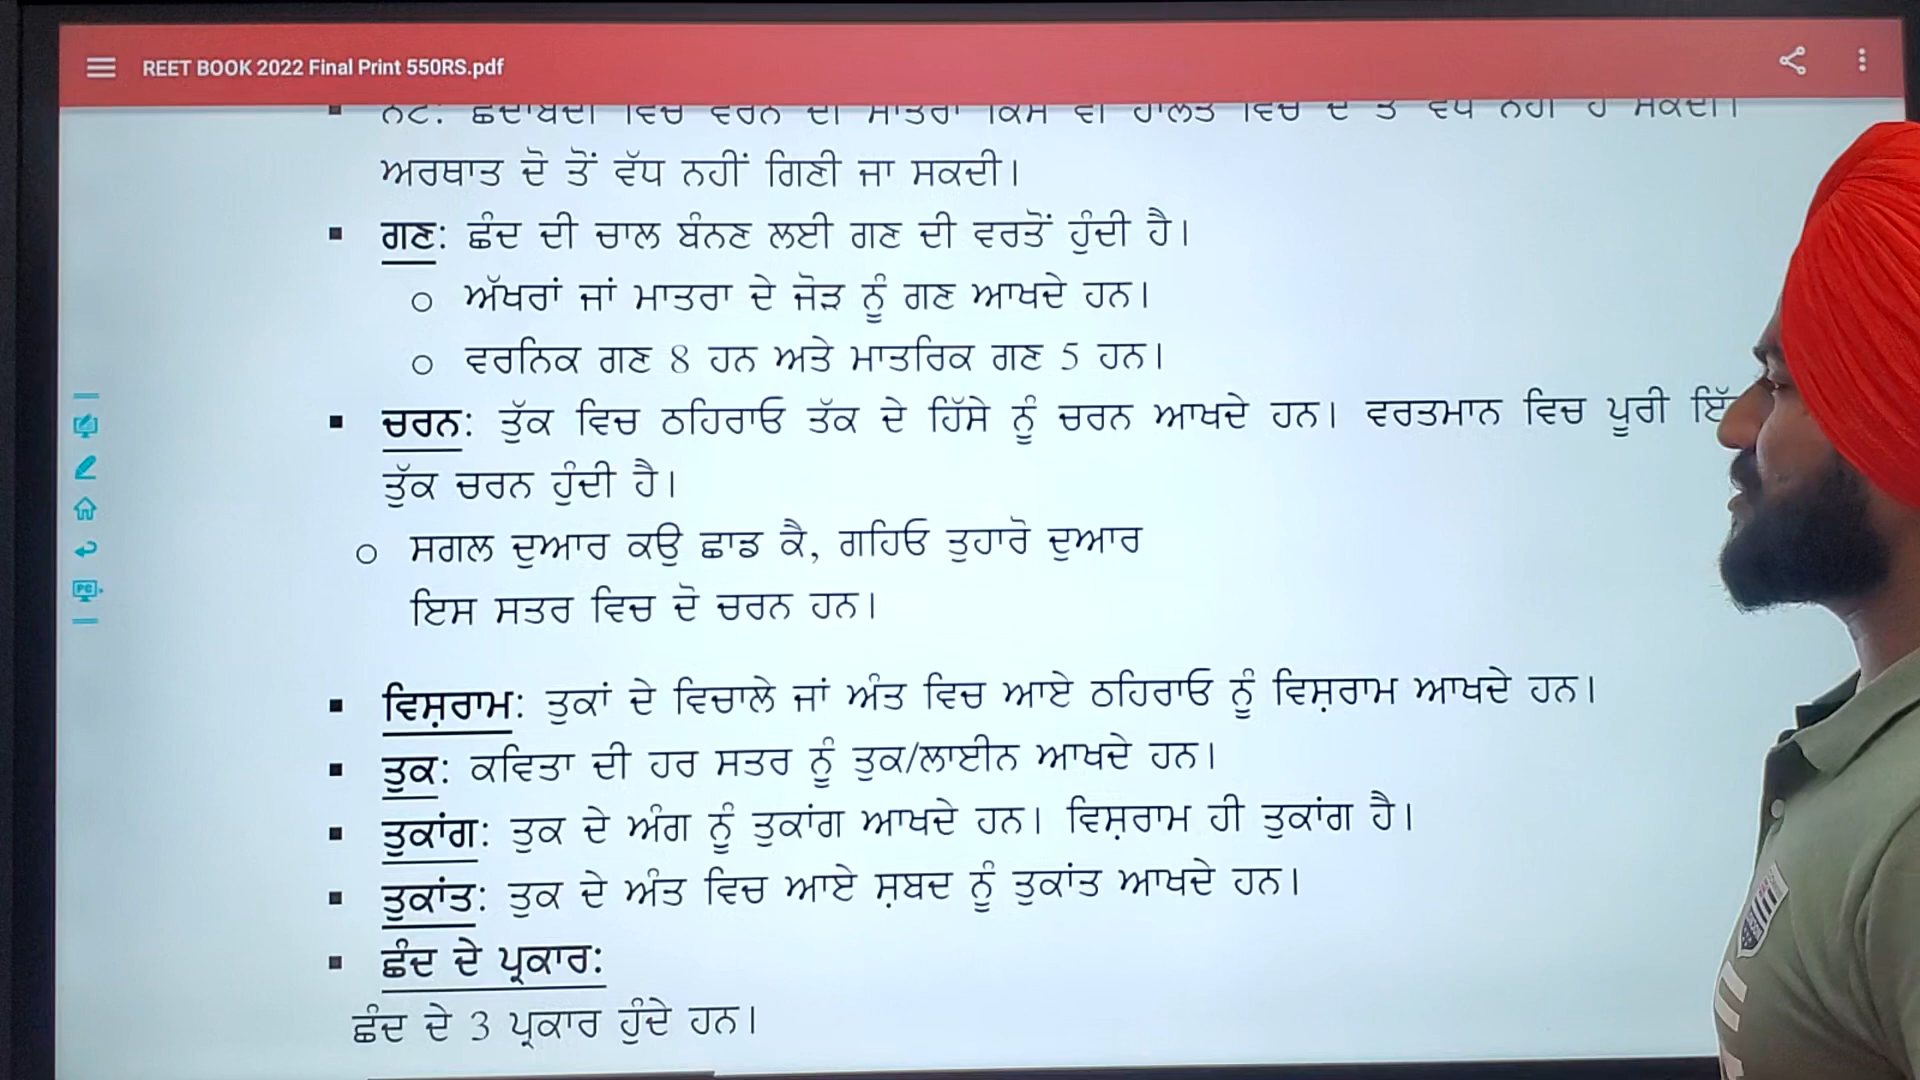 REET BOOK 2022 Final Print 550RS.pdf
ਅਰਥਾਤ ਦੋ ਤੋਂ ਵੱਧ ਨਹੀਂ ਗਿਣੀ ਜਾ ਸਕਦੀ।
ਗਣ: ਛੰਦ ਦੀ ਚਾਲ ਬੰਨਣ ਲਈ ਗਣ ਦੀ ਵਰਤੋਂ ਹੁੰਦੀ ਹੈ।
ਅੱਖਰਾਂ ਜਾਂ ਮਾਤਰਾ ਦੇ ਜੋੜ ਨੂੰ ਗਣ ਆਖਦੇ ਹਨ।
ਵਰਨਿਕ ਗਣ 8 ਹਨ ਅਤੇ ਮਾਤਰਿਕ ਗਣ 5 ਹਨ।
ਚਰਨ: ਤੁੱਕ ਵਿਚ ਠਹਿਰਾਓ ਤੱਕ ਦੇ ਹਿੱਸੇ ਨੂੰ ਚਰਨ ਆਖਦੇ ਹਨ। ਵਰਤਮਾਨ ਵਿਚ ਪੂਰੀ
ਤੁੱਕ ਚਰਨ ਹੁੰਦੀ ਹੈ।
ਸਗਲ ਦੁਆਰ ਕਉ ਛਾਡ ਕੈ, ਗਹਿਓ ਤੁਹਾਰੋ ਦੁਆਰ
ਇਸ ਸਤਰ ਵਿਚ ਦੋ ਚਰਨ ਹਨ।
ਵਿਸ਼ਰਾਮ: ਤੁਕਾਂ ਦੇ ਵਿਚਾਲੇ ਜਾਂ ਅੰਤ ਵਿਚ ਆਏ ਠਹਿਰਾਓ ਨੂੰ ਵਿਸ਼ਰਾਮ ਆਖਦੇ ਹਨ।
ਤੁਕ: ਕਵਿਤਾ ਦੀ ਹਰ ਸਤਰ ਨੂੰ ਤੁਕ/ਲਾਈਨ ਆਖਦੇ ਹਨ।
ਤੁਕਾਂਗ: ਤੁਕ ਦੇ ਅੰਗ ਨੂੰ ਤੁਕਾਂਗ ਆਖਦੇ ਹਨ। ਵਿਸ਼ਰਾਮ ਹੀ ਤੁਕਾਂਗ ਹੈ।
ਤੁਕਾਂਤ: ਤੁਕ ਦੇ ਅੰਤ ਵਿਚ ਆਏ ਸ਼ਬਦ ਨੂੰ ਤੁਕਾਂਤ ਆਖਦੇ ਹਨ।
ਛੰਦ ਦੇ ਪ੍ਰਕਾਰ:
ਛੰਦ ਦੇ 3 ਪ੍ਰਕਾਰ ਹੁੰਦੇ ਹਨ।
PC